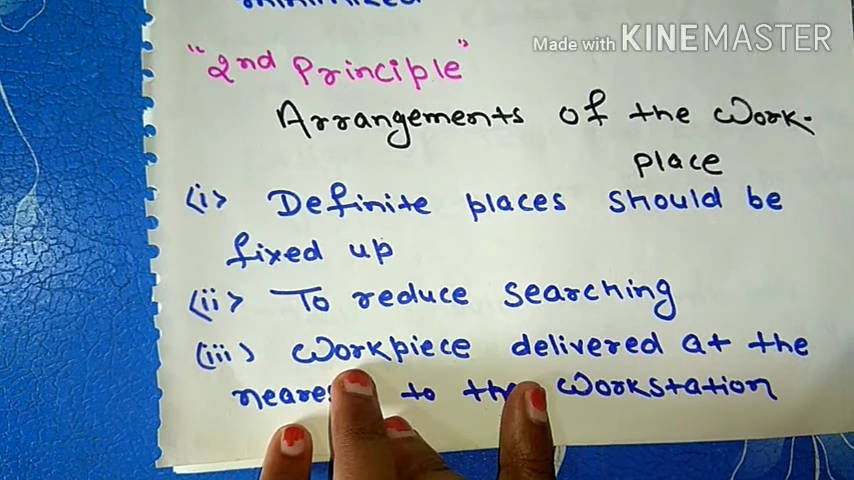 minimized
Made with KINEMASTER
"2nd Principle"
Arrangements of the work-
place
(i) Definite places should be
fixed up
(ii) To reduce searching
(iii) Workpiece delivered at the
to workstation